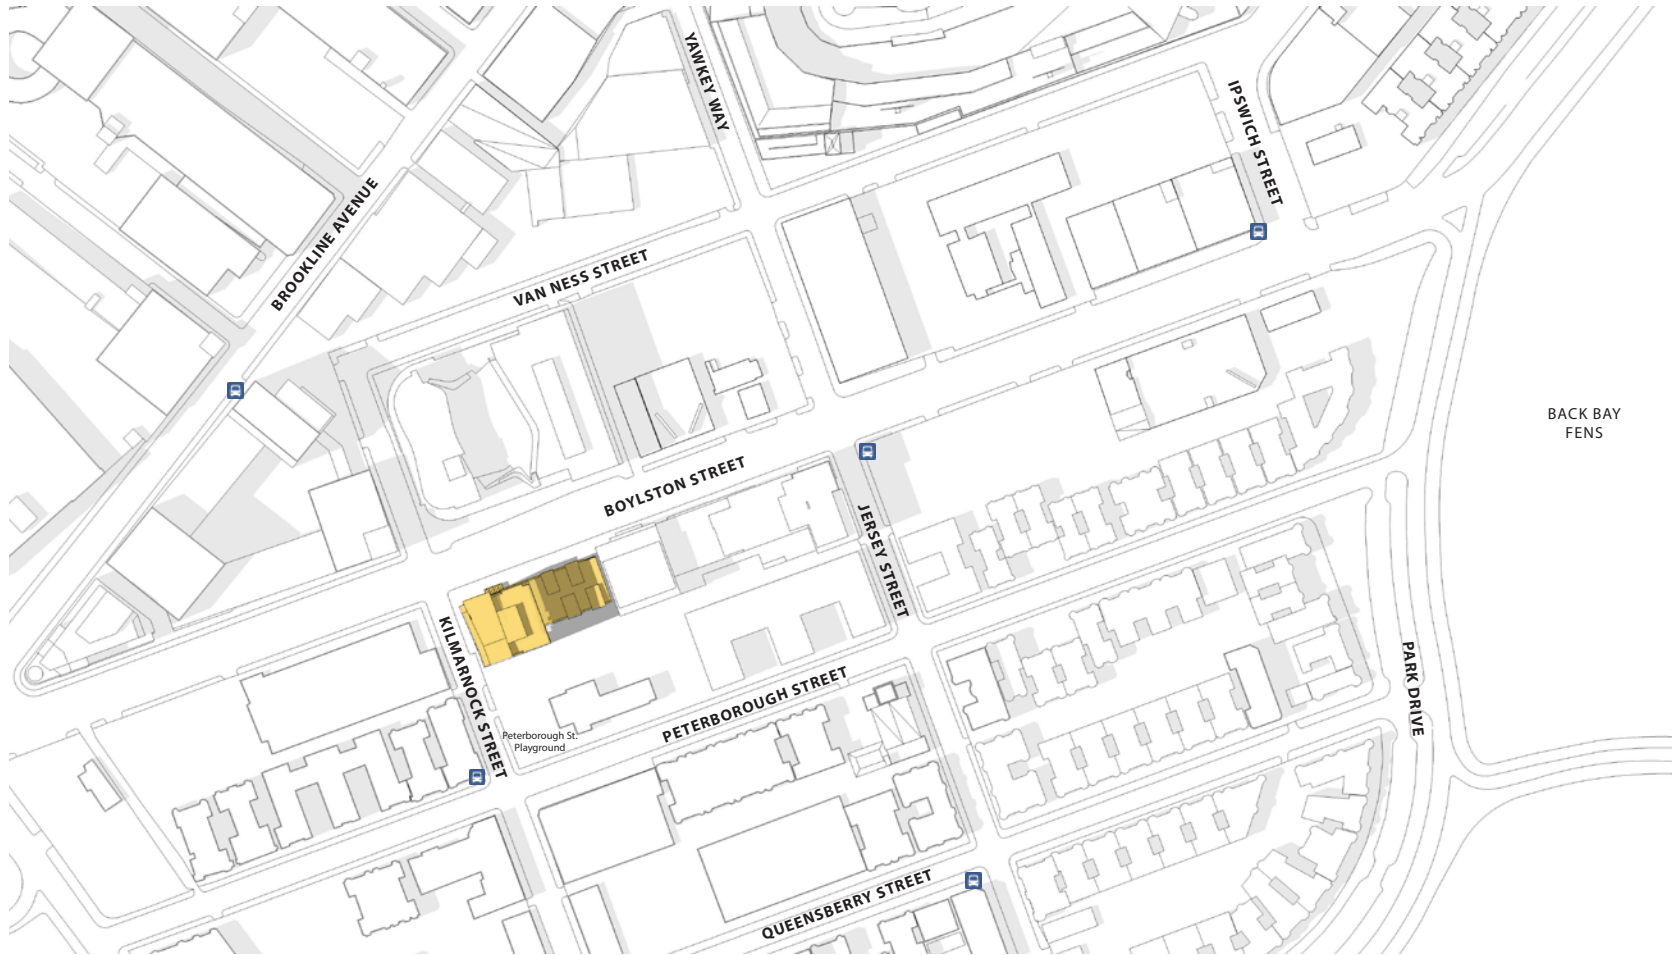 YAWKEY WAY
IPSWICH STREET
BROOKLINE AVENUE
VAN NESS STREET
BACK BAY
FENS
BOYLSTON STREET
JERSEY STREET
KILMARNOCK STREET
PARK DRIVE
PETERBOROUGH STREET
Peterborough St.
Playground
QUEENSBERRY STREET